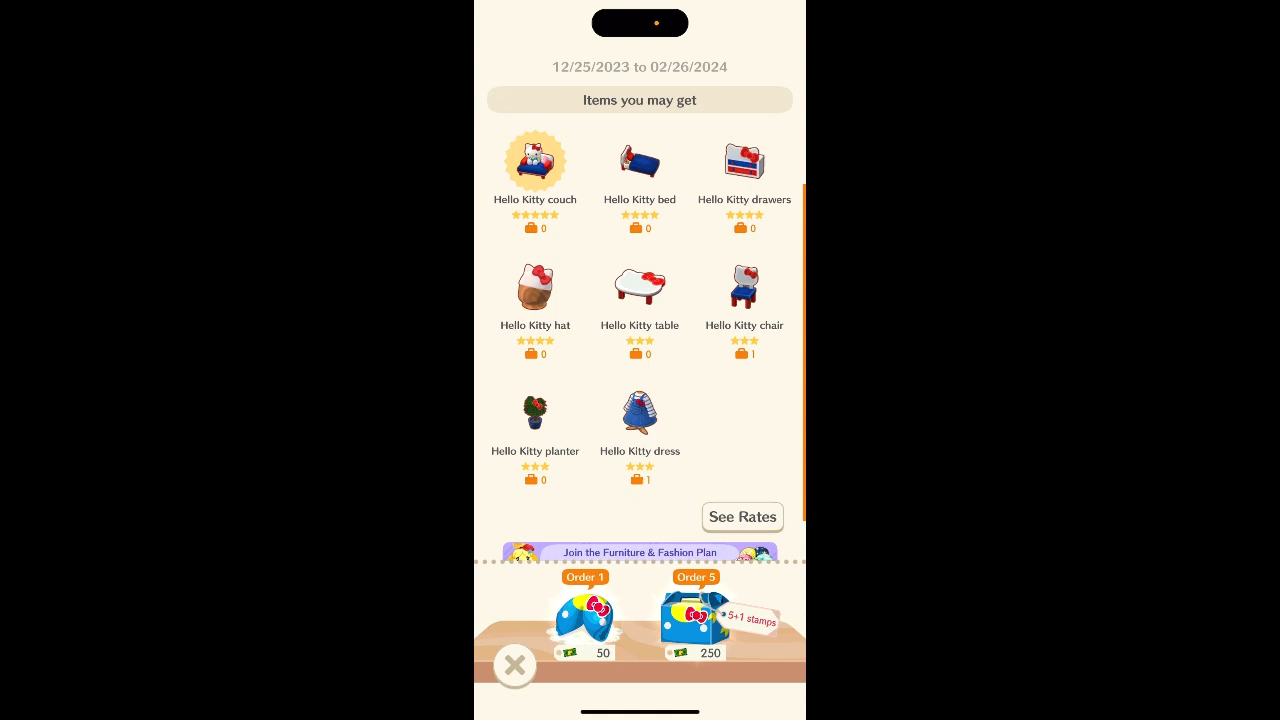 12/25/2023 to 02/26/2024
Items you may get
Hello Kitty couch
★★★★★
0
Hello Kitty bed
★★★★
0
Hello Kitty drawers
★★★★
0
Hello Kitty hat
★★★★
0
Hello Kitty table
★★★
0
Hello Kitty chair
★★★
1
Hello Kitty planter
★★★
0
Hello Kitty dress
★★★
1
See Rates
Join the Furniture & Fashion Plan
Order 1
50
Order 5
5+1 stamps
250